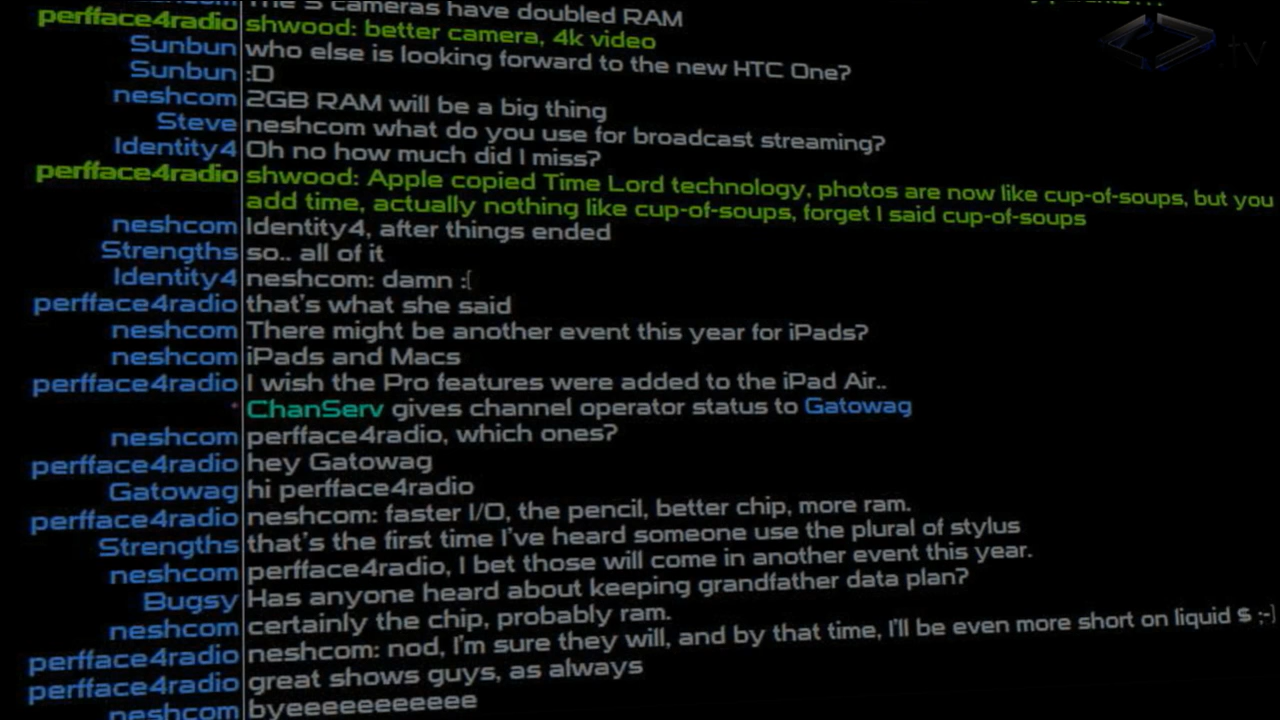 cameras have doubled RAM
perfface4radio shwood: better camera, 4k video
Sunbun who else is looking forward to the new HTC One?
Sunbun :D
neshcom 2GB RAM will be a big thing
Steve neshcom what do you use for broadcast streaming?
Identity4 Oh no how much did I miss?
perfface4radio shwood: Apple copied Time Lord technology, photos are now like cup-of-soups, but you
add time, actually nothing like cup-of-soups, forget I said cup-of-soups
neshcom Identity4, after things ended
Strengths so.. all of it
Identity4 neshcom: damn :(
perfface4radio that's what she said
neshcom There might be another event this year for iPads?
neshcom iPads and Macs
perfface4radio I wish the Pro features were added to the iPad Air..
* ChanServ gives channel operator status to Gatowag
neshcom perfface4radio, which ones?
perfface4radio hey Gatowag
Gatowag hi perfface4radio
perfface4radio neshcom: faster I/O, the pencil, better chip, more ram.
Strengths that's the first time I've heard someone use the plural of stylus
neshcom perfface4radio, I bet those will come in another event this year.
Bugsy Has anyone heard about keeping grandfather data plan?
neshcom certainly the chip, probably ram.
perfface4radio neshcom: nod, I'm sure they will, and by that time, I'll be even more short on liquid $ ;-)
perfface4radio great shows guys, as always
neshcom byeeeeeeeeeee
.tv